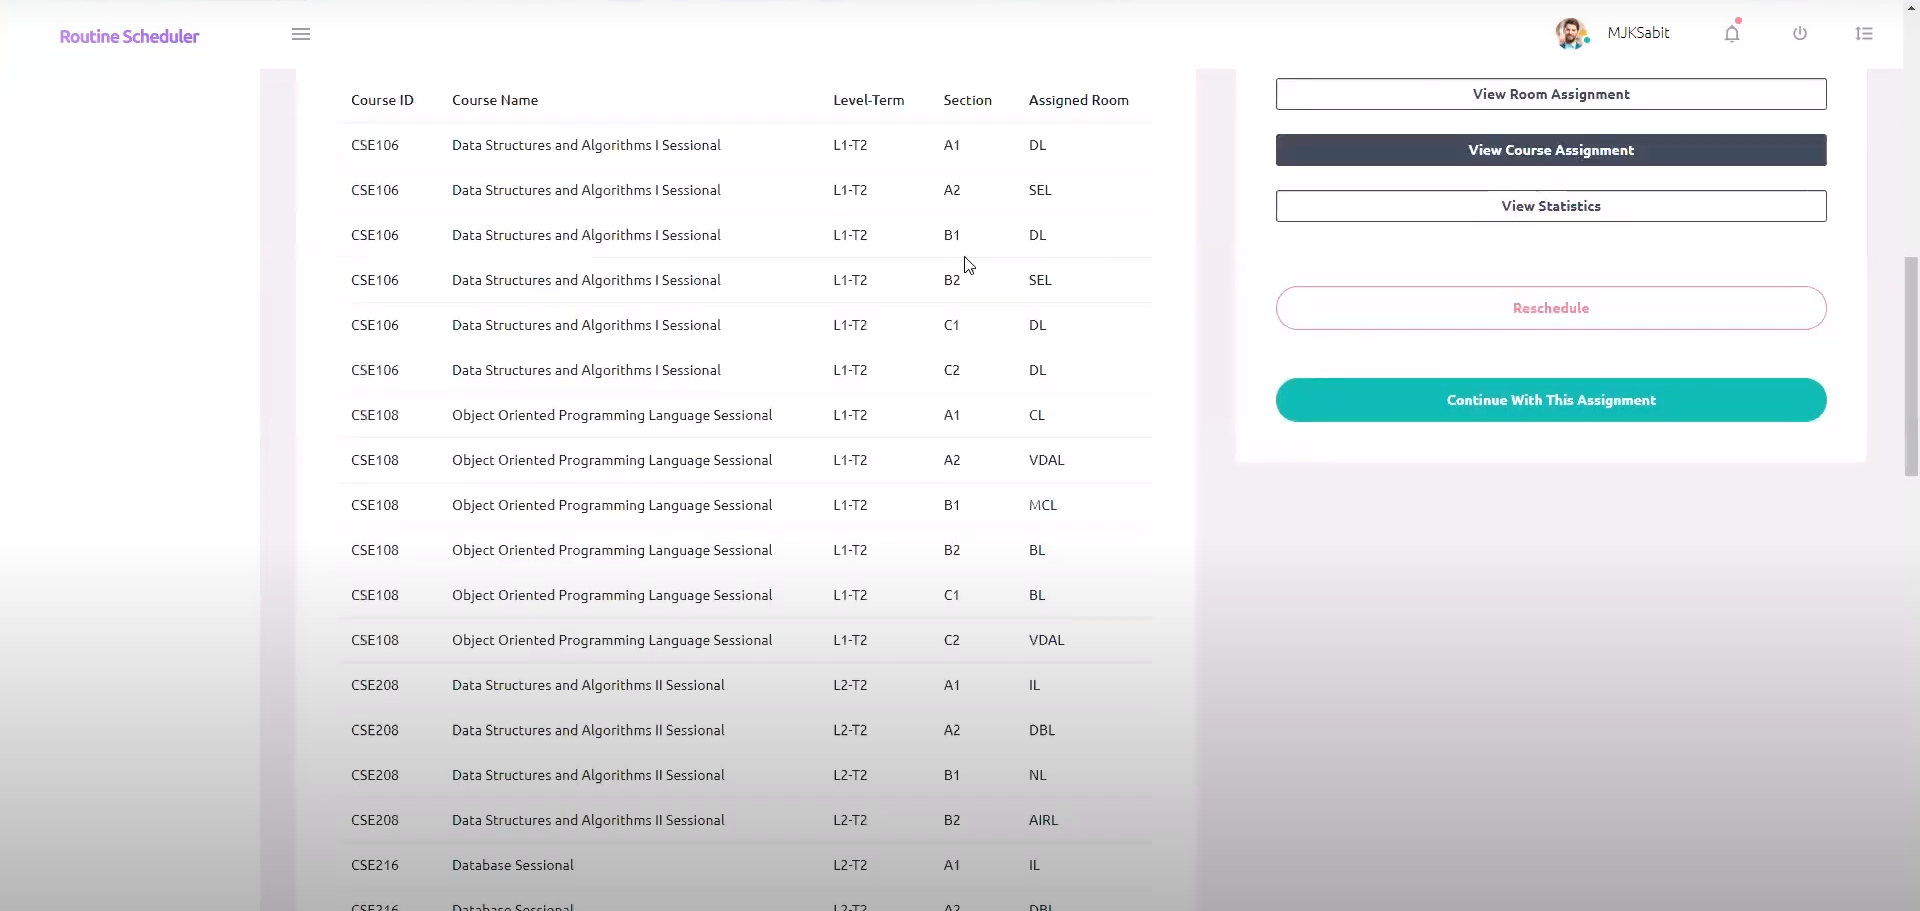 Routine Scheduler
MJKSabit
Course ID Course Name Level-Term Section Assigned Room
CSE106 Data Structures and Algorithms I Sessional L1-T2 A1 DL
CSE106 Data Structures and Algorithms I Sessional L1-T2 A2 SEL
CSE106 Data Structures and Algorithms I Sessional L1-T2 B1 DL
CSE106 Data Structures and Algorithms I Sessional L1-T2 B2 SEL
CSE106 Data Structures and Algorithms I Sessional L1-T2 C1 DL
CSE106 Data Structures and Algorithms I Sessional L1-T2 C2 DL
CSE108 Object Oriented Programming Language Sessional L1-T2 A1 CL
CSE108 Object Oriented Programming Language Sessional L1-T2 A2 VDAL
CSE108 Object Oriented Programming Language Sessional L1-T2 B1 MCL
CSE108 Object Oriented Programming Language Sessional L1-T2 B2 BL
CSE108 Object Oriented Programming Language Sessional L1-T2 C1 BL
CSE108 Object Oriented Programming Language Sessional L1-T2 C2 VDAL
CSE208 Data Structures and Algorithms II Sessional L2-T2 A1 IL
CSE208 Data Structures and Algorithms II Sessional L2-T2 A2 DBL
CSE208 Data Structures and Algorithms II Sessional L2-T2 B1 NL
CSE208 Data Structures and Algorithms II Sessional L2-T2 B2 AIRL
CSE216 Database Sessional L2-T2 A1 IL
CSE216 Database Sessional L2-T2 A2 DBL
View Room Assignment
View Course Assignment
View Statistics
Reschedule
Continue With This Assignment